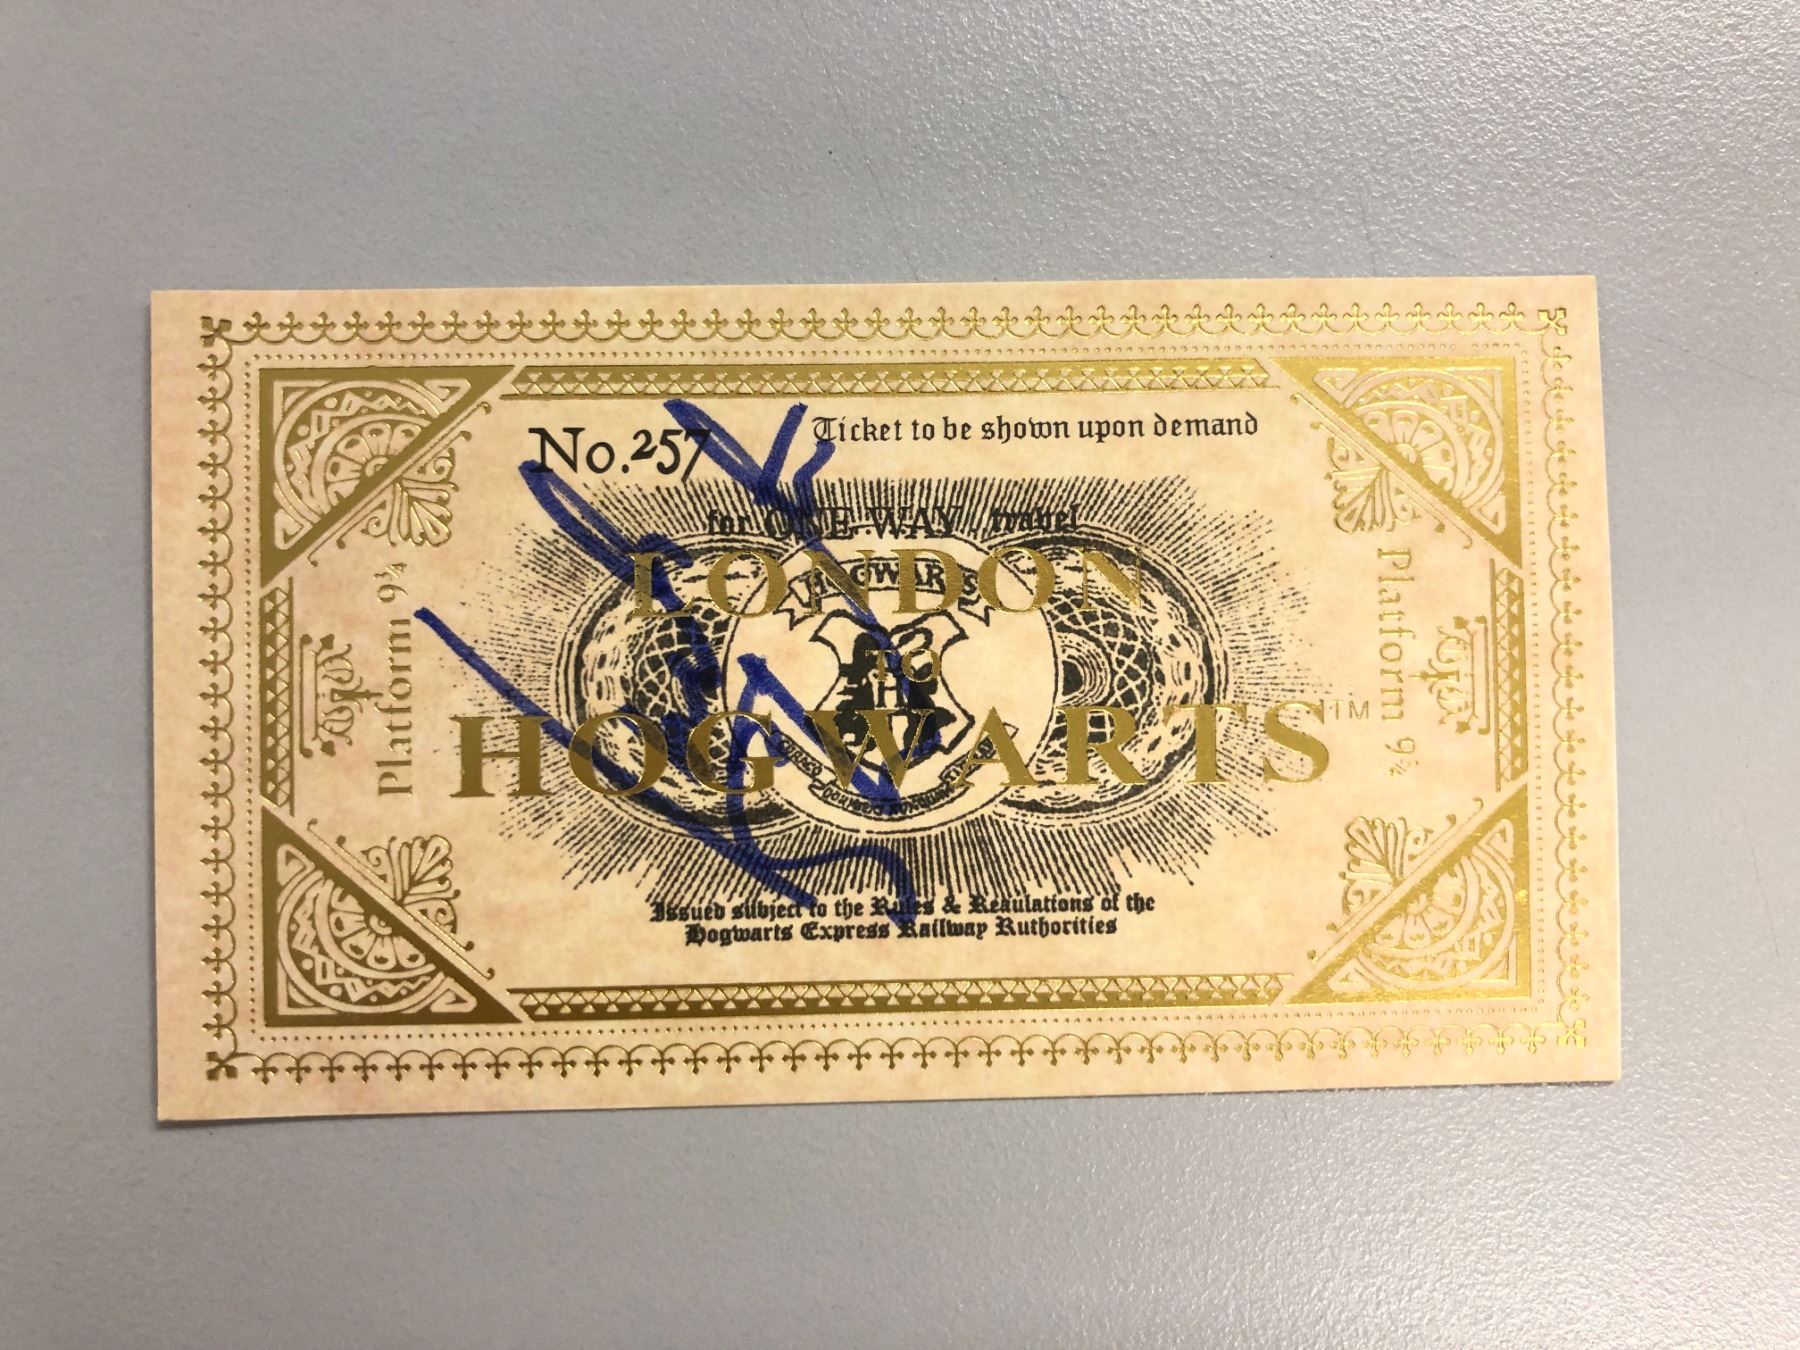 No.257
Ticket to be shown upon demand
for ONE WAY travel
LONDON
HOGWARTS
TO
H
HOGWARTS™
Platform 9¾
Platform 9¾
Issued subject to the Rules & Regulations of the
Hogwarts Express Railway Authorities